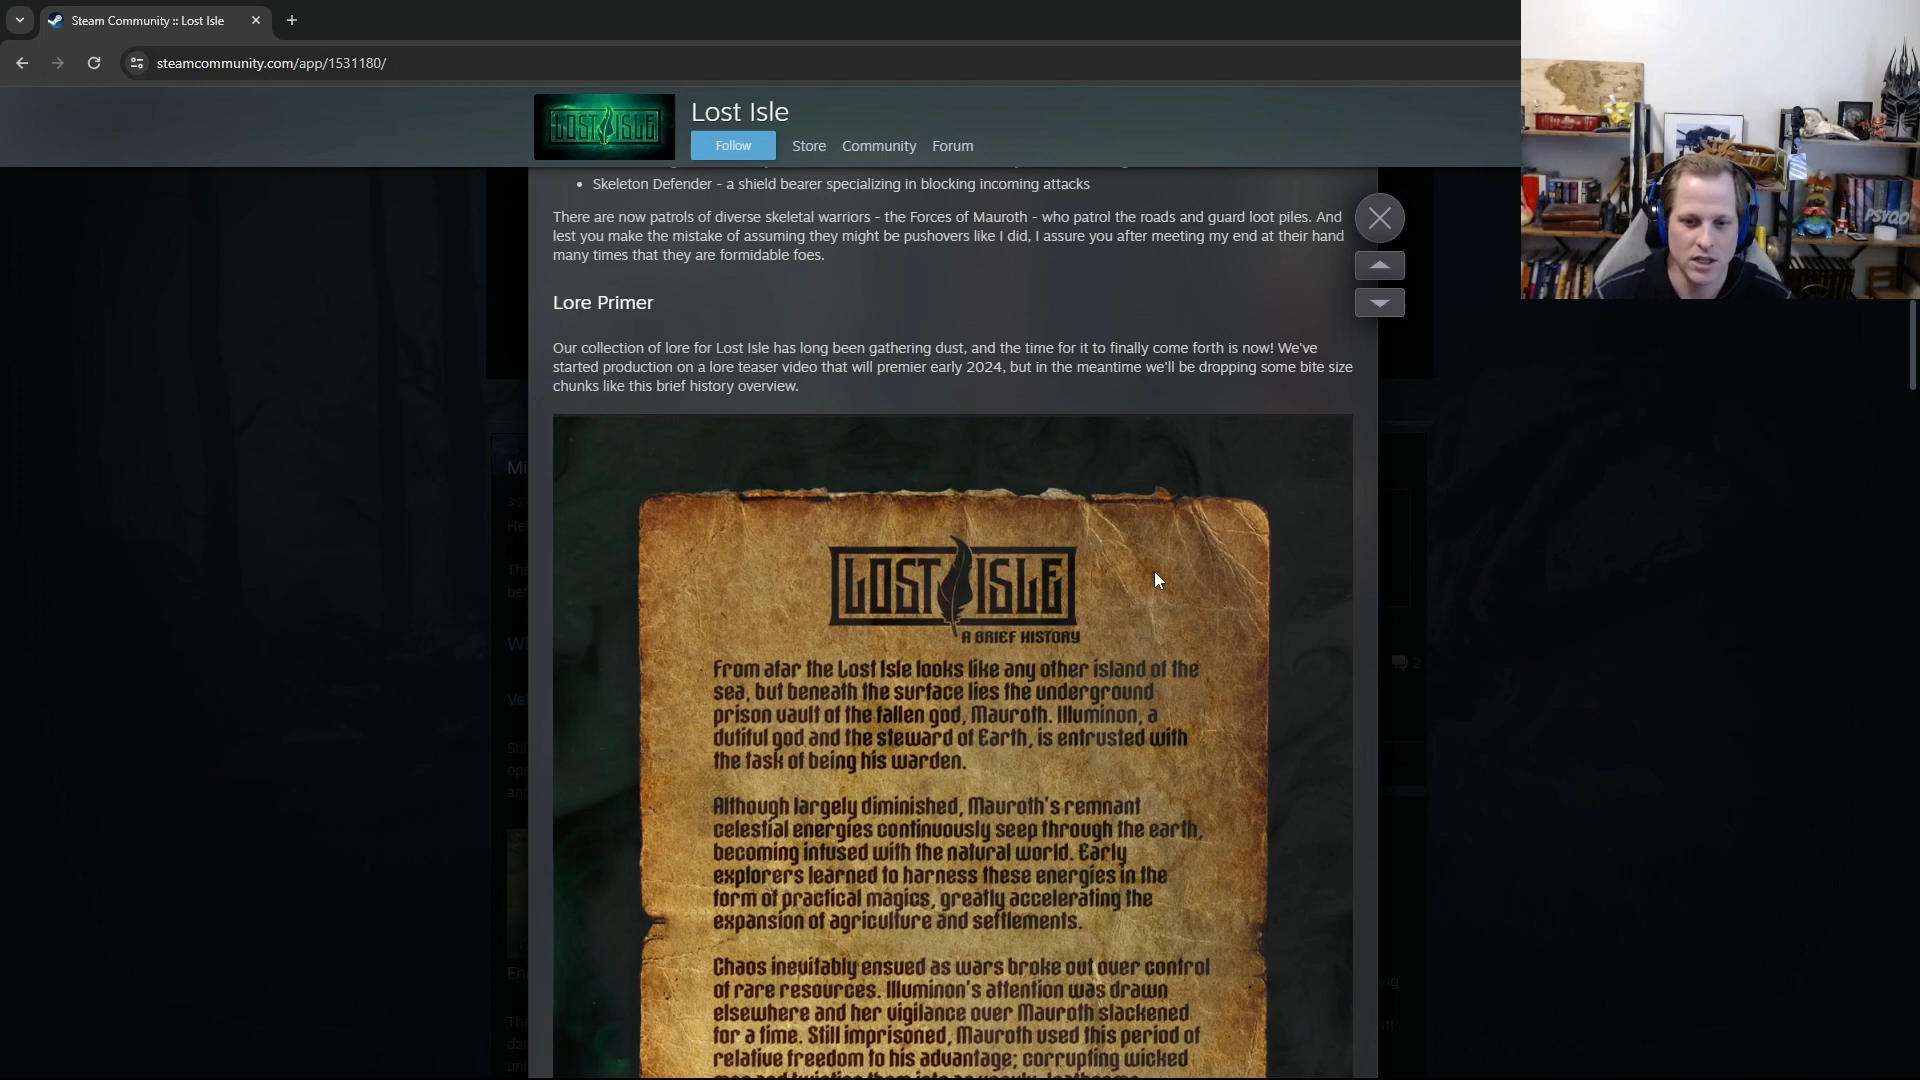 Steam Community :: Lost Isle
steamcommunity.com/app/1531180/
LOST ISLE
Lost Isle
Follow
Store
Community
Forum
• Skeleton Defender - a shield bearer specializing in blocking incoming attacks
There are now patrols of diverse skeletal warriors - the Forces of Mauroth - who patrol the roads and guard loot piles. And
lest you make the mistake of assuming they might be pushovers like I did, I assure you after meeting my end at their hand
many times that they are formidable foes.
Lore Primer
Our collection of lore for Lost Isle has long been gathering dust, and the time for it to finally come forth is now! We've
started production on a lore teaser video that will premier early 2024, but in the meantime we'll be dropping some bite size
chunks like this brief history overview.
LOST ISLE
A BRIEF HISTORY
From afar the Lost Isle looks like any other island of the
sea, but beneath the surface lies the underground
prison vault of the fallen god, Mauroth. Illuminon, a
dutiful god and the steward of Earth, is entrusted with
the task of being his warden.
Although largely diminished, Mauroth's remnant
celestial energies continuously seep through the earth,
becoming infused with the natural world. Early
explorers learned to harness these energies in the
form of practical magics, greatly accelerating the
expansion of agriculture and settlements.
Chaos inevitably ensued as wars broke out over control
of rare resources. Illuminon's attention was drawn
elsewhere and her vigilance over Mauroth slackened
for a time. Still imprisoned, Mauroth used this period of
relative freedom to his advantage; corrupting wicked
2
PSYOP